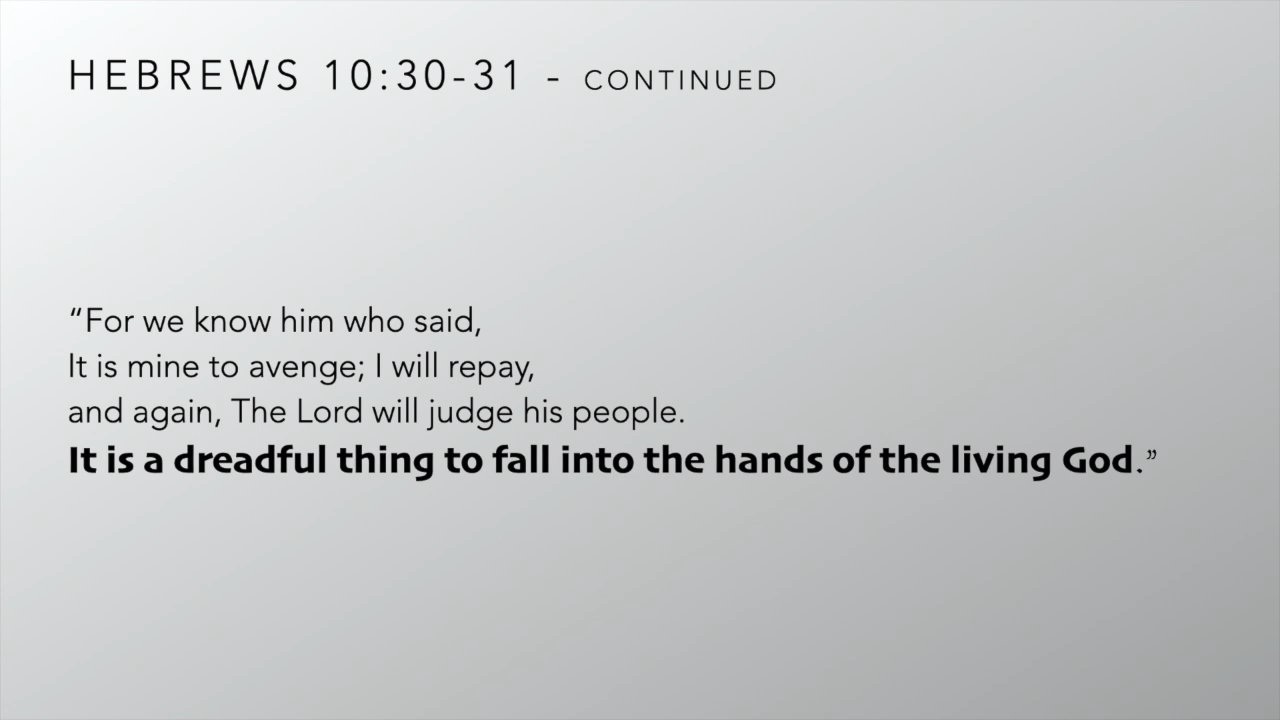 HEBREWS 10:30-31 - CONTINUED
“For we know him who said,
It is mine to avenge; I will repay,
and again, The Lord will judge his people.
It is a dreadful thing to fall into the hands of the living God.”